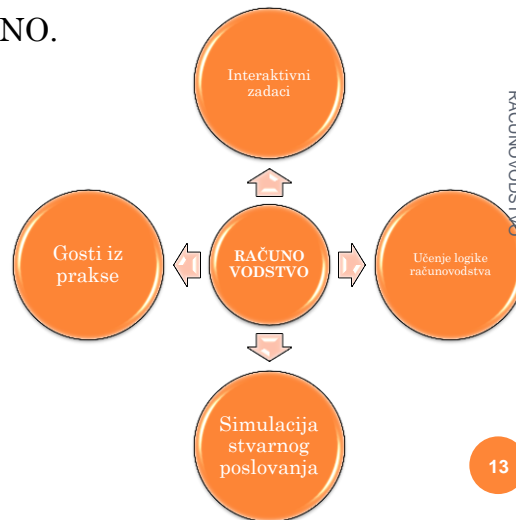 NO.
Interaktivni
zadaci
Gosti iz
prakse
RAČUNO
VODSTVO
Učenje logike
računovodstva
Simulacija
stvarnog
poslovanja
RAČUNOVODSTVO
13